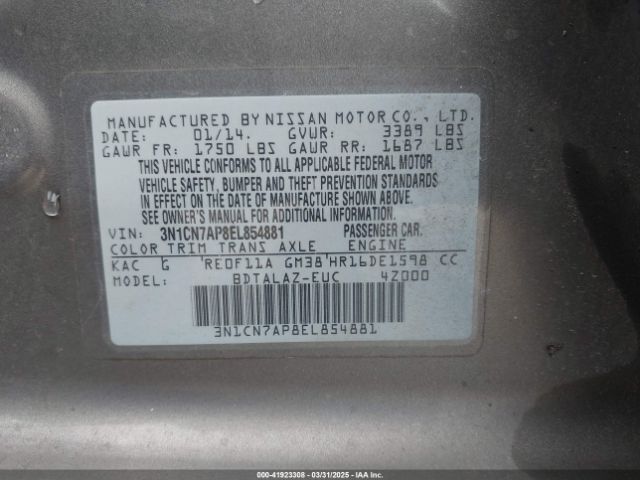 MANUFACTURED BY NISSAN MOTOR CO., LTD.
DATE: 01/14. GVWR: 3389 LBS
GAWR FR: 1750 LBS GAWR RR: 1687 LBS
THIS VEHICLE CONFORMS TO ALL APPLICABLE FEDERAL MOTOR
VEHICLE SAFETY, BUMPER AND THEFT PREVENTION STANDARDS
IN EFFECT ON THE DATE OF MANUFACTURE SHOWN ABOVE.
SEE OWNER'S MANUAL FOR ADDITIONAL INFORMATION.
VIN: 3N1CN7AP8EL854881 PASSENGER CAR.
COLOR TRIM TRANS AXLE ENGINE
KAC G RE0F11A GM38 HR16DE1598 CC
MODEL: BDTALAZ-EUC 42000
3N1CN7AP8EL854881
000-41923308 - 03/31/2025 - IAA Inc.